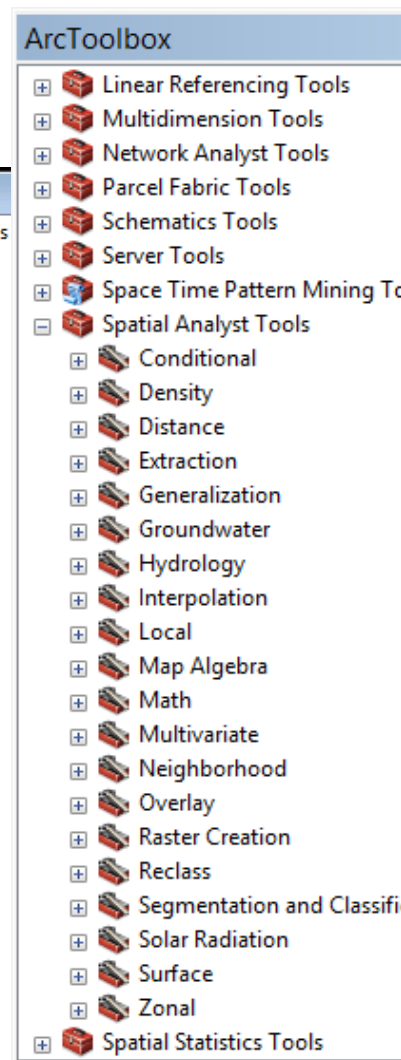 ArcToolbox
Linear Referencing Tools
Multidimension Tools
Network Analyst Tools
Parcel Fabric Tools
Schematics Tools
s
Server Tools
Space Time Pattern Mining To
Spatial Analyst Tools
Conditional
Density
Distance
Extraction
Generalization
Groundwater
Hydrology
Interpolation
Local
Map Algebra
Math
Multivariate
Neighborhood
Overlay
Raster Creation
Reclass
Segmentation and Classifi
Solar Radiation
Surface
Zonal
Spatial Statistics Tools